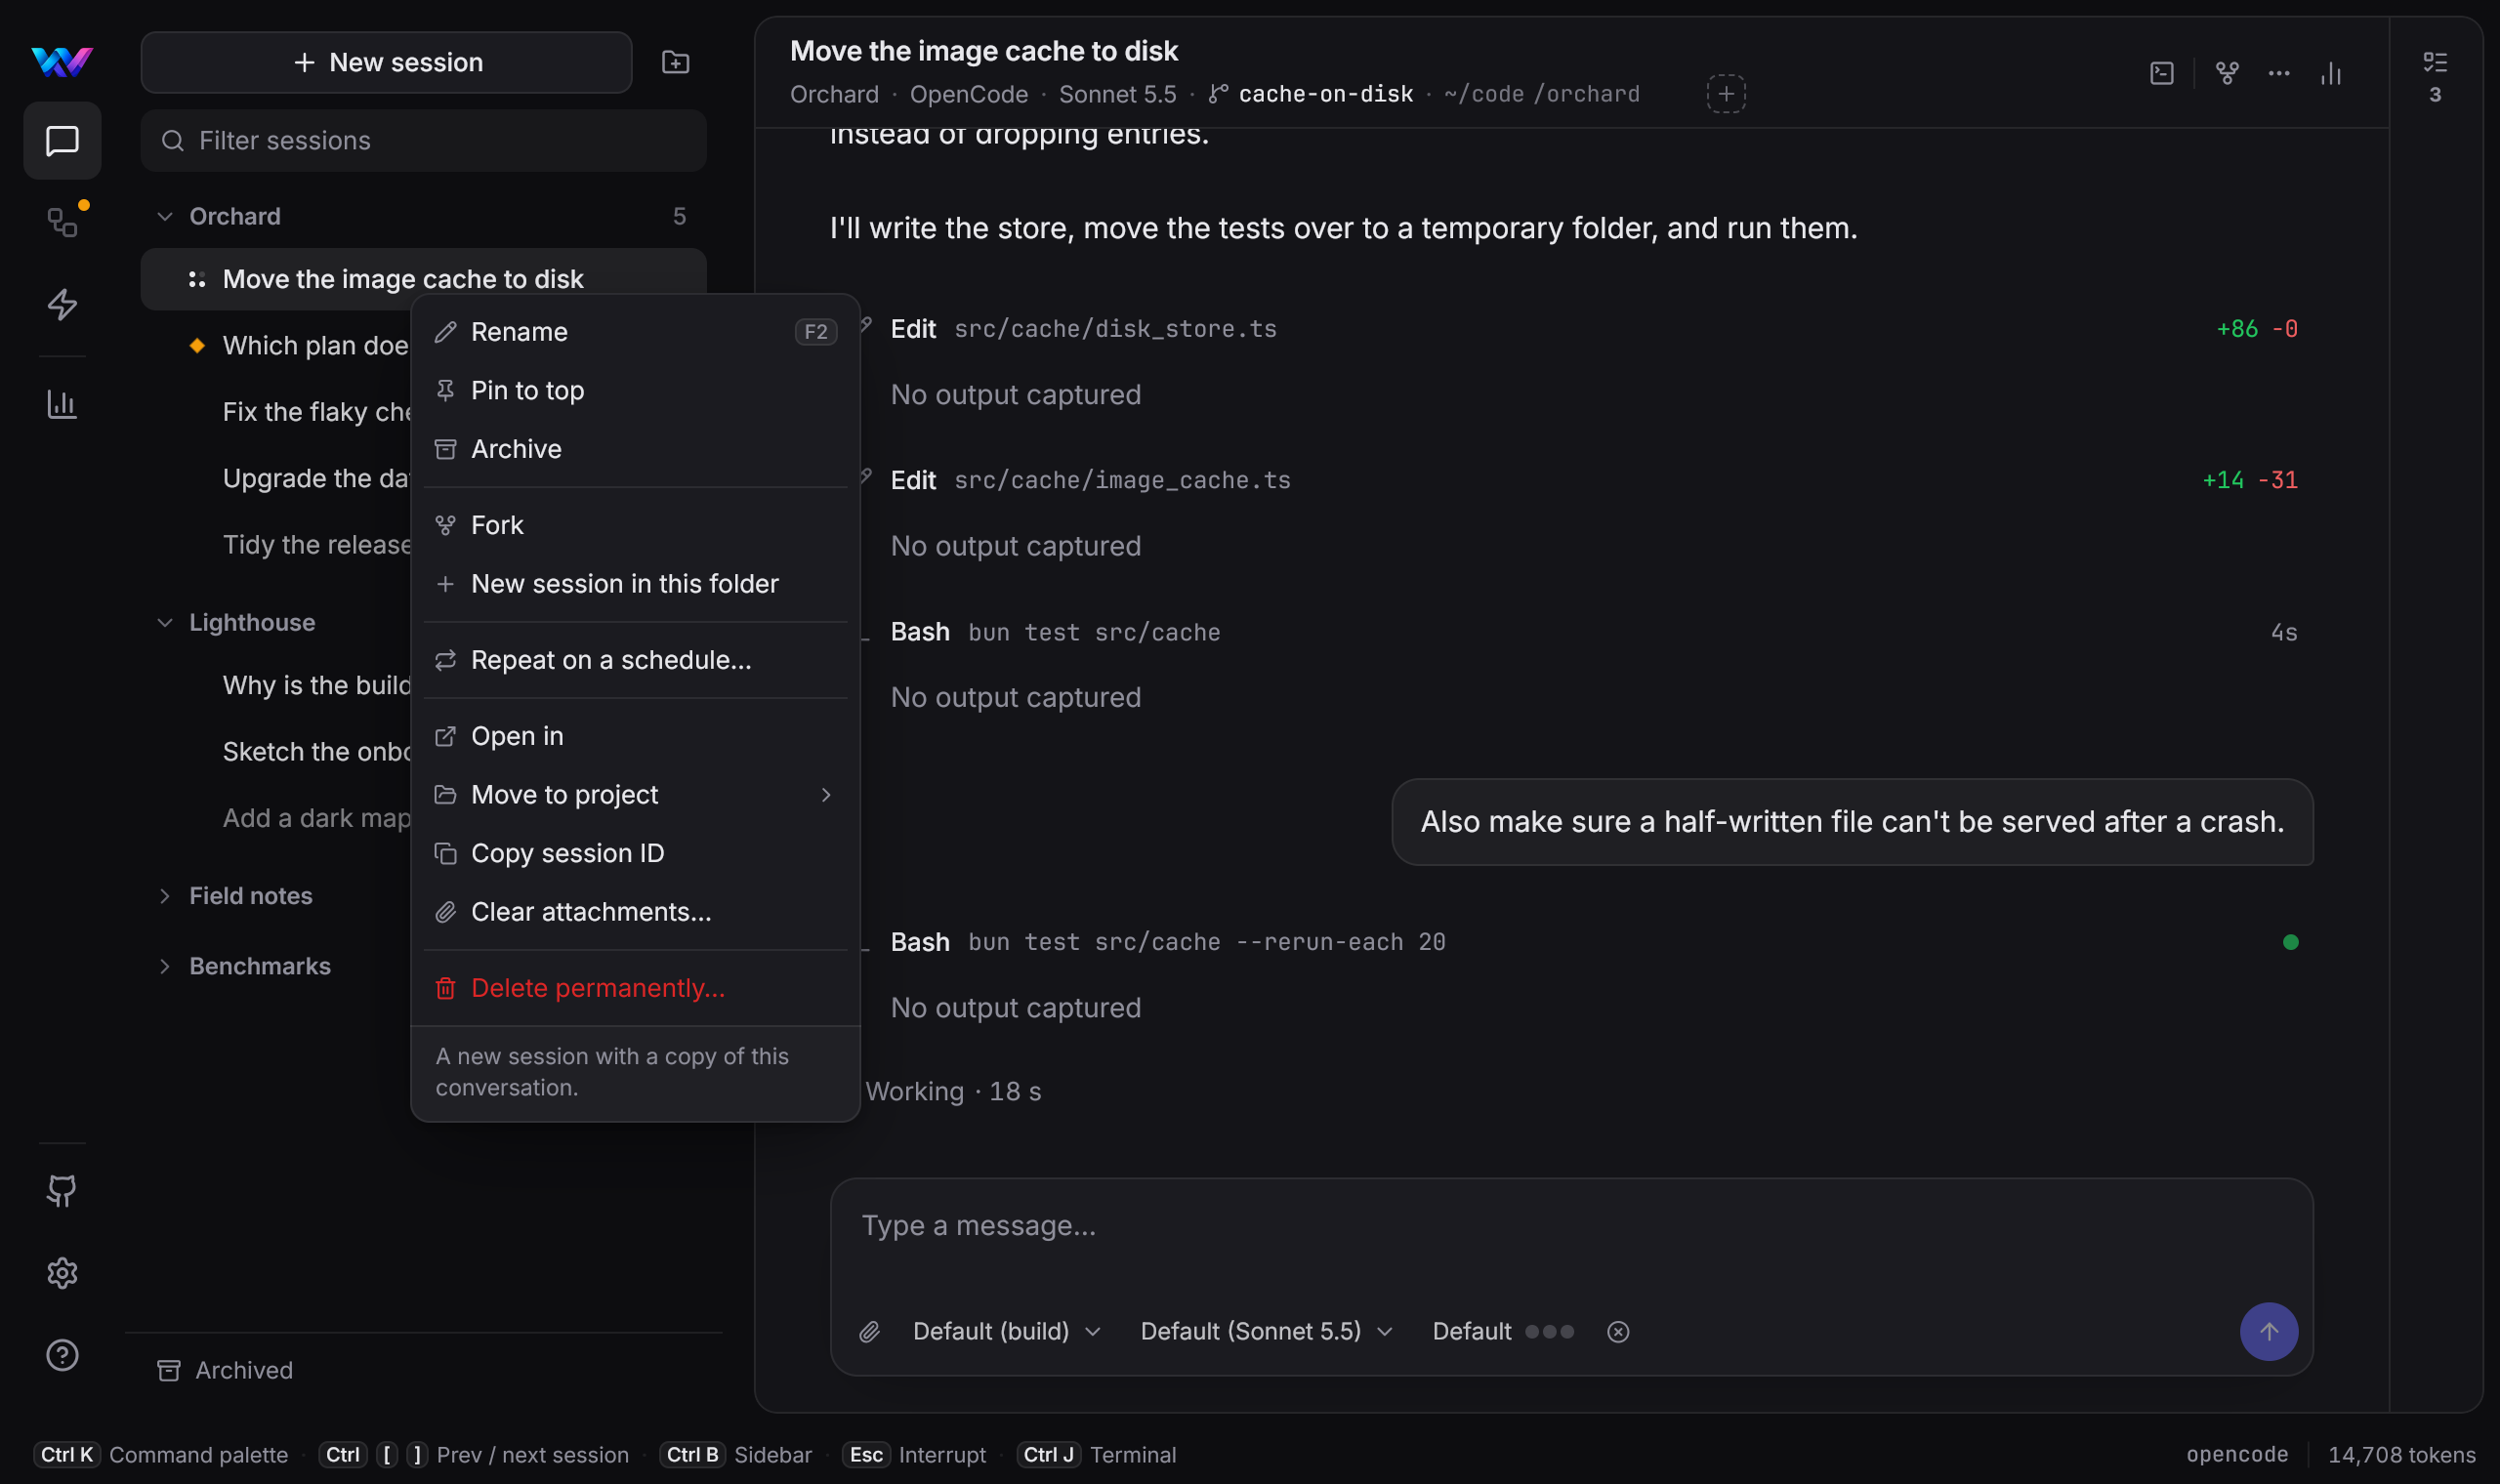 New session
Filter sessions
Orchard 5
Move the image cache to disk
Which plan doe
Fix the flaky che
Upgrade the da
Tidy the release
Lighthouse
Why is the build
Sketch the onbo
Add a dark map
Field notes
Benchmarks
Archived
Rename F2
Pin to top
Archive
Fork
New session in this folder
Repeat on a schedule...
Open in
Move to project
Copy session ID
Clear attachments...
Delete permanently...
A new session with a copy of this
conversation.
Move the image cache to disk
Orchard · OpenCode · Sonnet 5.5 · cache-on-disk · ~/code /orchard
3
instead of dropping entries.
I'll write the store, move the tests over to a temporary folder, and run them.
Edit src/cache/disk_store.ts +86 -0
No output captured
Edit src/cache/image_cache.ts +14 -31
No output captured
Bash bun test src/cache 4s
No output captured
Also make sure a half-written file can't be served after a crash.
Bash bun test src/cache --rerun-each 20
No output captured
Working · 18 s
Type a message...
Default (build) Default (Sonnet 5.5) Default
Ctrl K Command palette · Ctrl [ ] Prev / next session · Ctrl B Sidebar · Esc Interrupt · Ctrl J Terminal
opencode 14,708 tokens